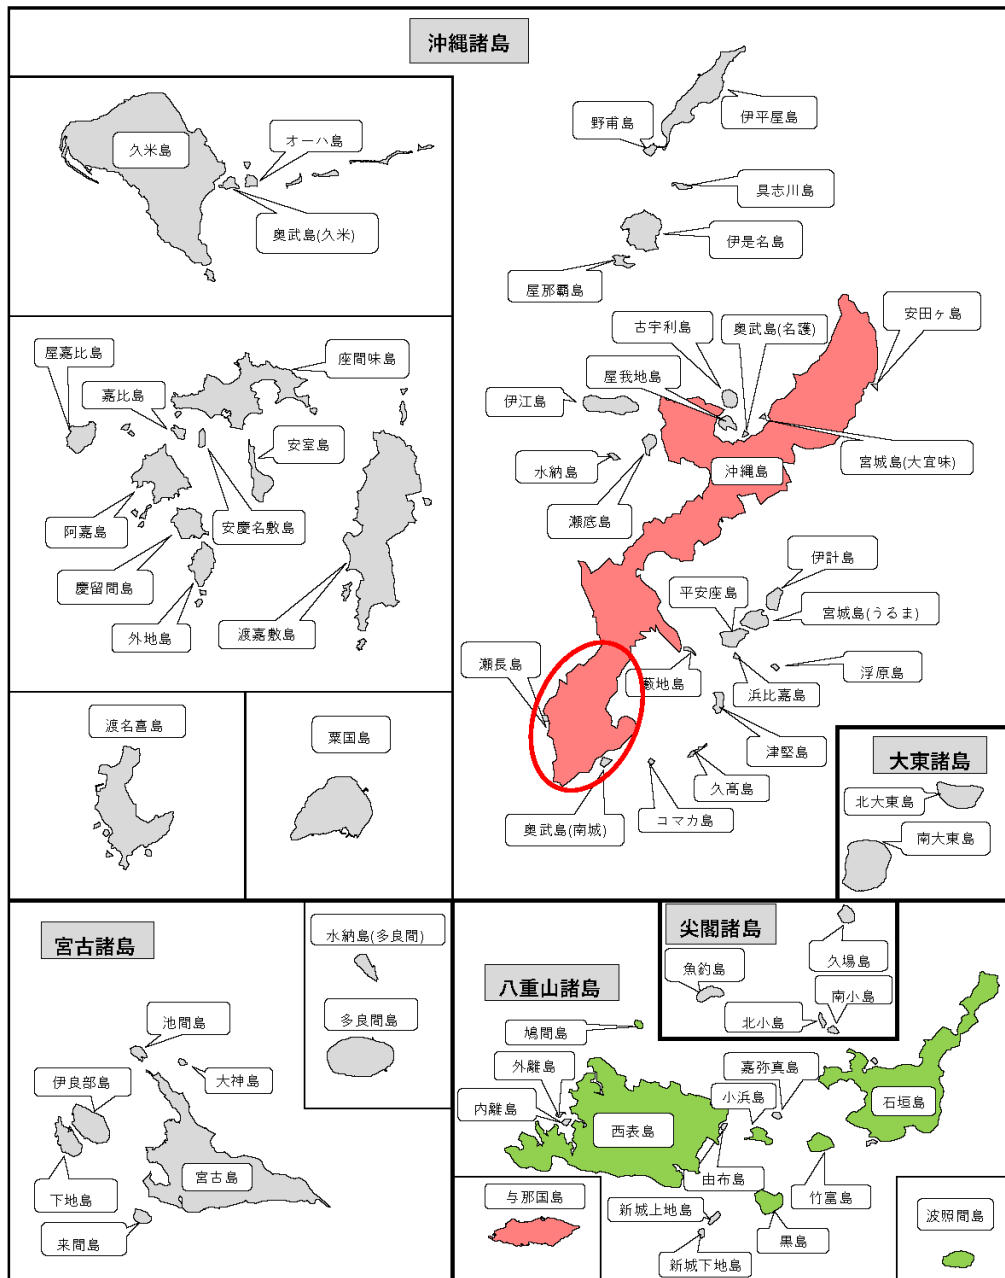 沖縄諸島
久米島
オーハ島
奥武島(久米)
野甫島
伊平屋島
具志川島
伊是名島
屋那覇島
屋嘉比島
座間味島
嘉比島
安室島
阿嘉島
安慶名敷島
慶留間島
外地島
渡嘉敷島
古宇利島
奥武島(名護)
安田ヶ島
屋我地島
伊江島
水納島
瀬底島
沖縄島
宮城島(大宜味)
伊計島
平安座島
宮城島(うるま)
瀬長島
藪地島
浜比嘉島
浮原島
津堅島
久高島
コマカ島
奥武島(南城)
渡名喜島
粟国島
大東諸島
北大東島
南大東島
宮古諸島
水納島(多良間)
多良間島
池間島
大神島
伊良部島
下地島
宮古島
来間島
八重山諸島
尖閣諸島
久場島
魚釣島
南小島
北小島
鳩間島
外離島
内離島
嘉弥真島
小浜島
石垣島
西表島
由布島
竹富島
与那国島
新城上地島
黒島
新城下地島
波照間島